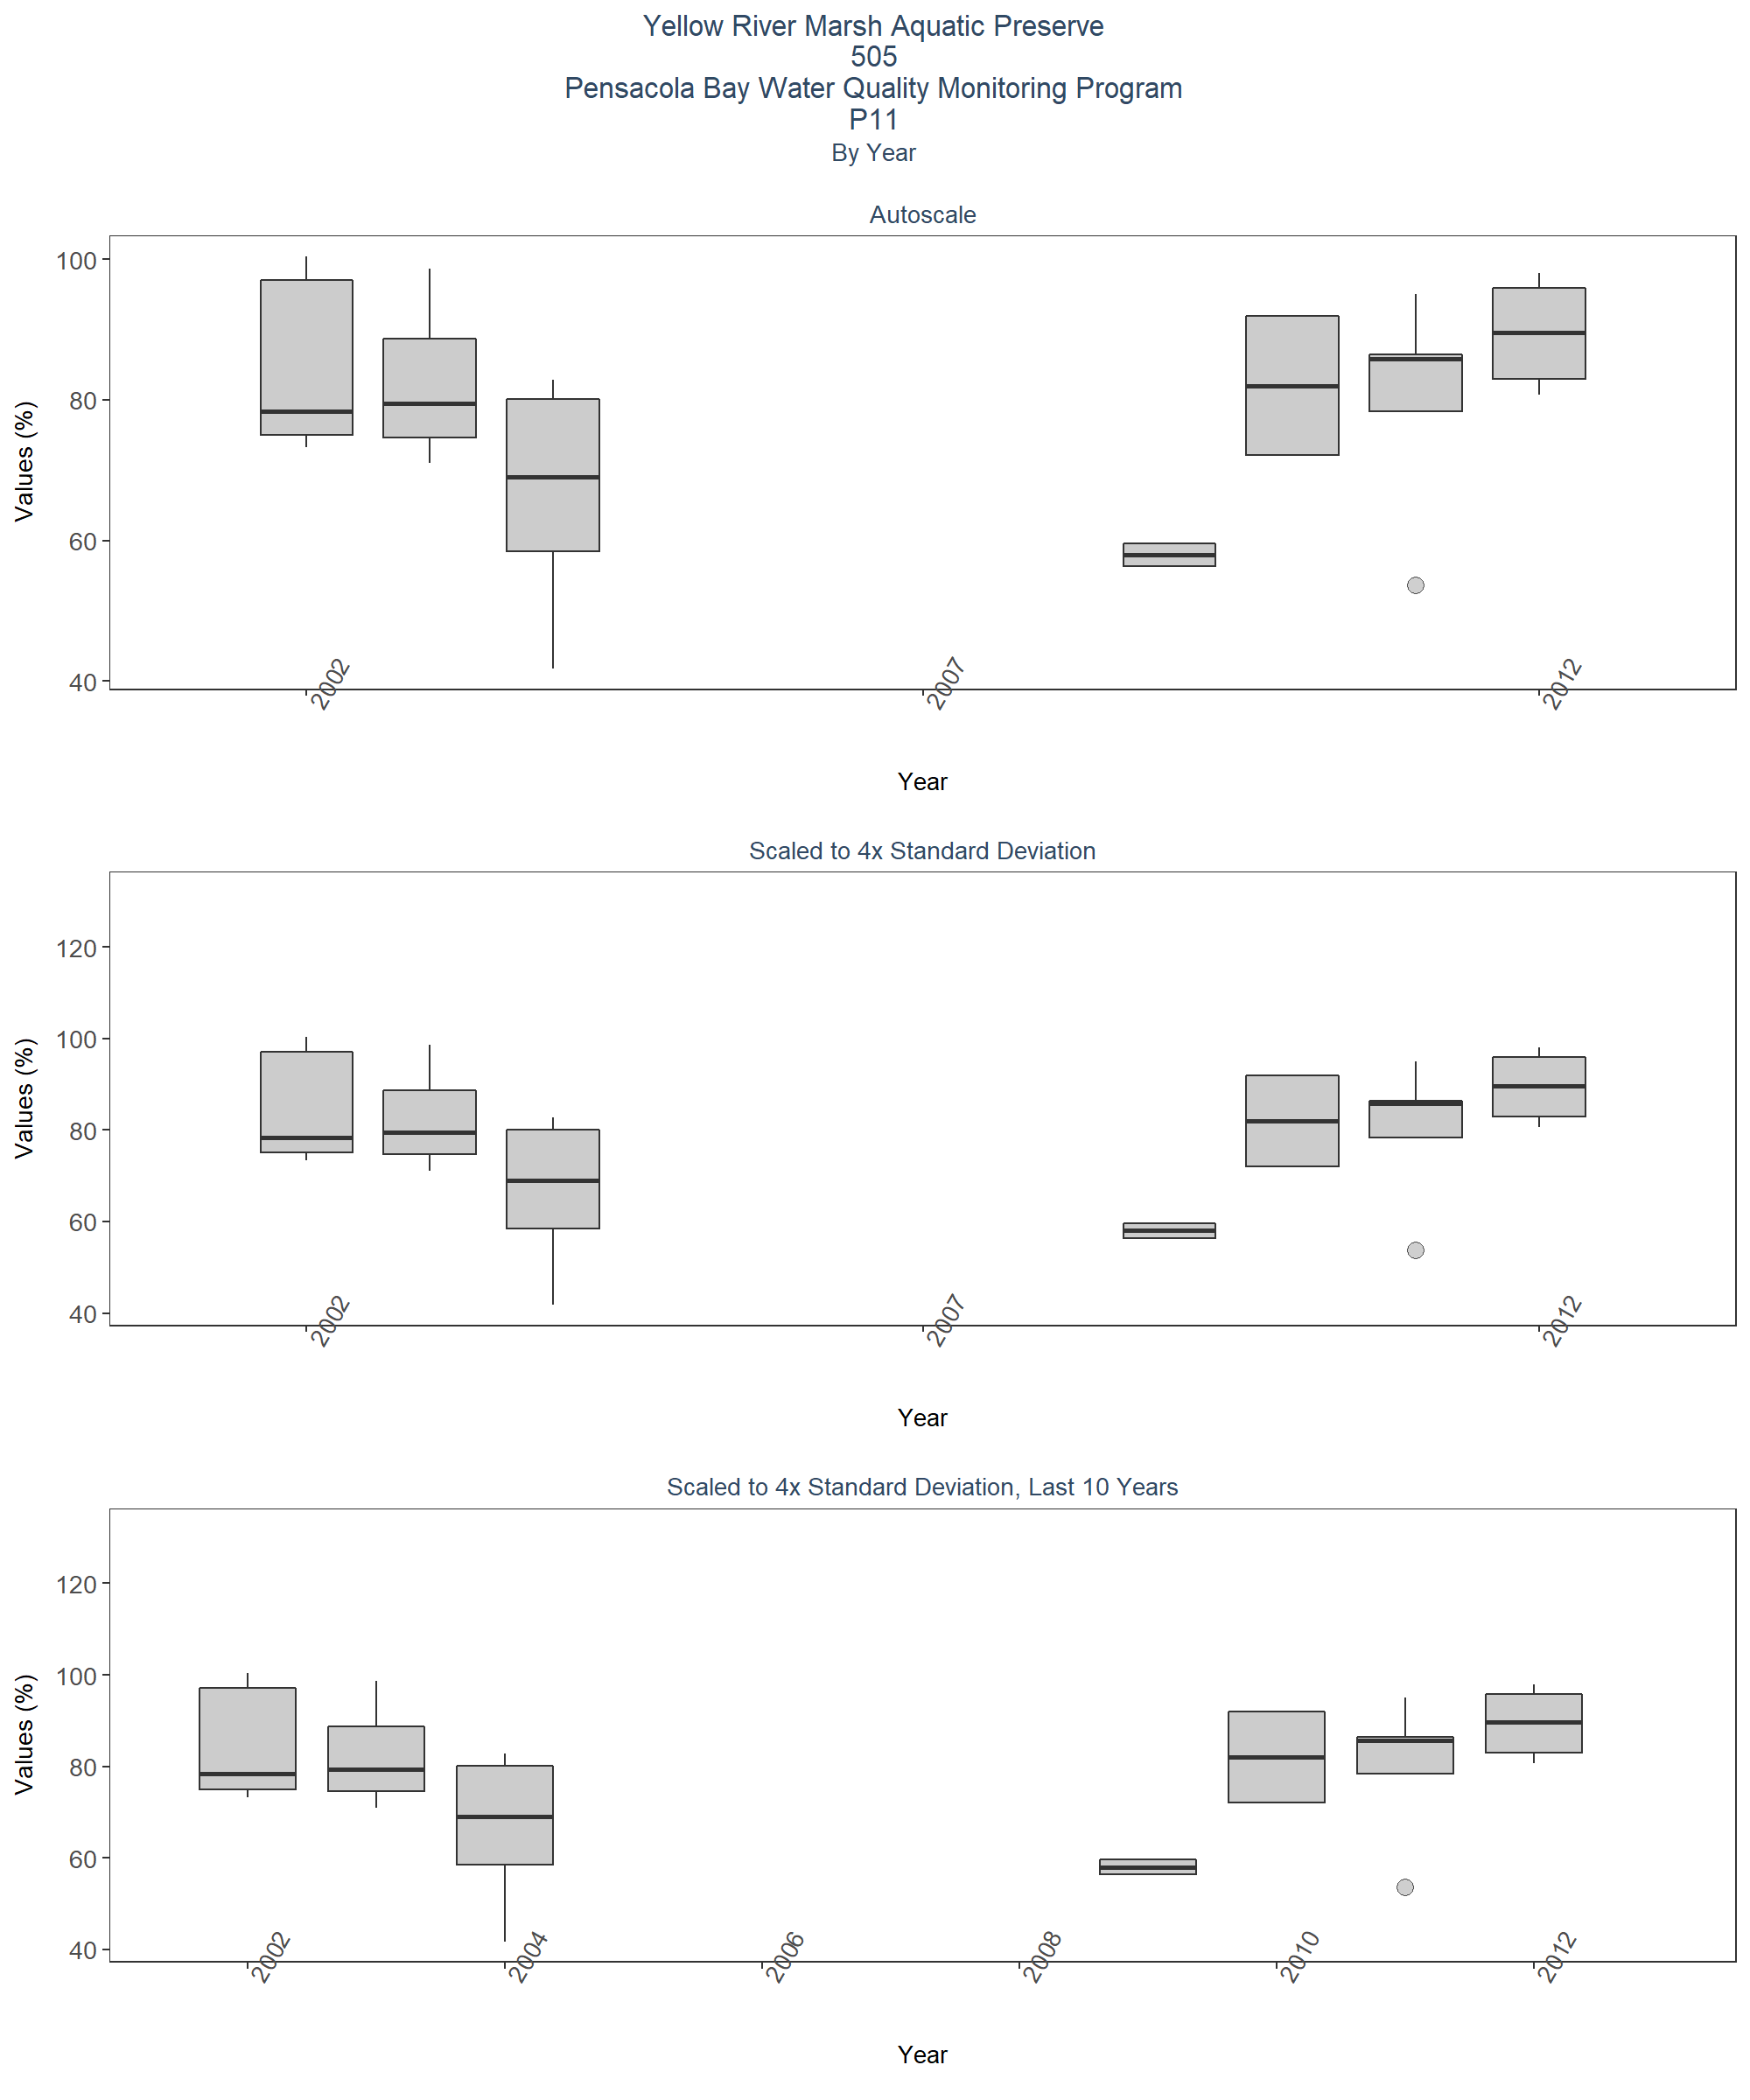 Yellow River Marsh Aquatic Preserve
505
Pensacola Bay Water Quality Monitoring Program
P11
By Year
Autoscale
Values (%)
100
80
60
40
2002
2007
2012
Year
Scaled to 4x Standard Deviation
Values (%)
120
100
80
60
40
2002
2007
2012
Year
Scaled to 4x Standard Deviation, Last 10 Years
Values (%)
120
100
80
60
40
2002
2004
2006
2008
2010
2012
Year